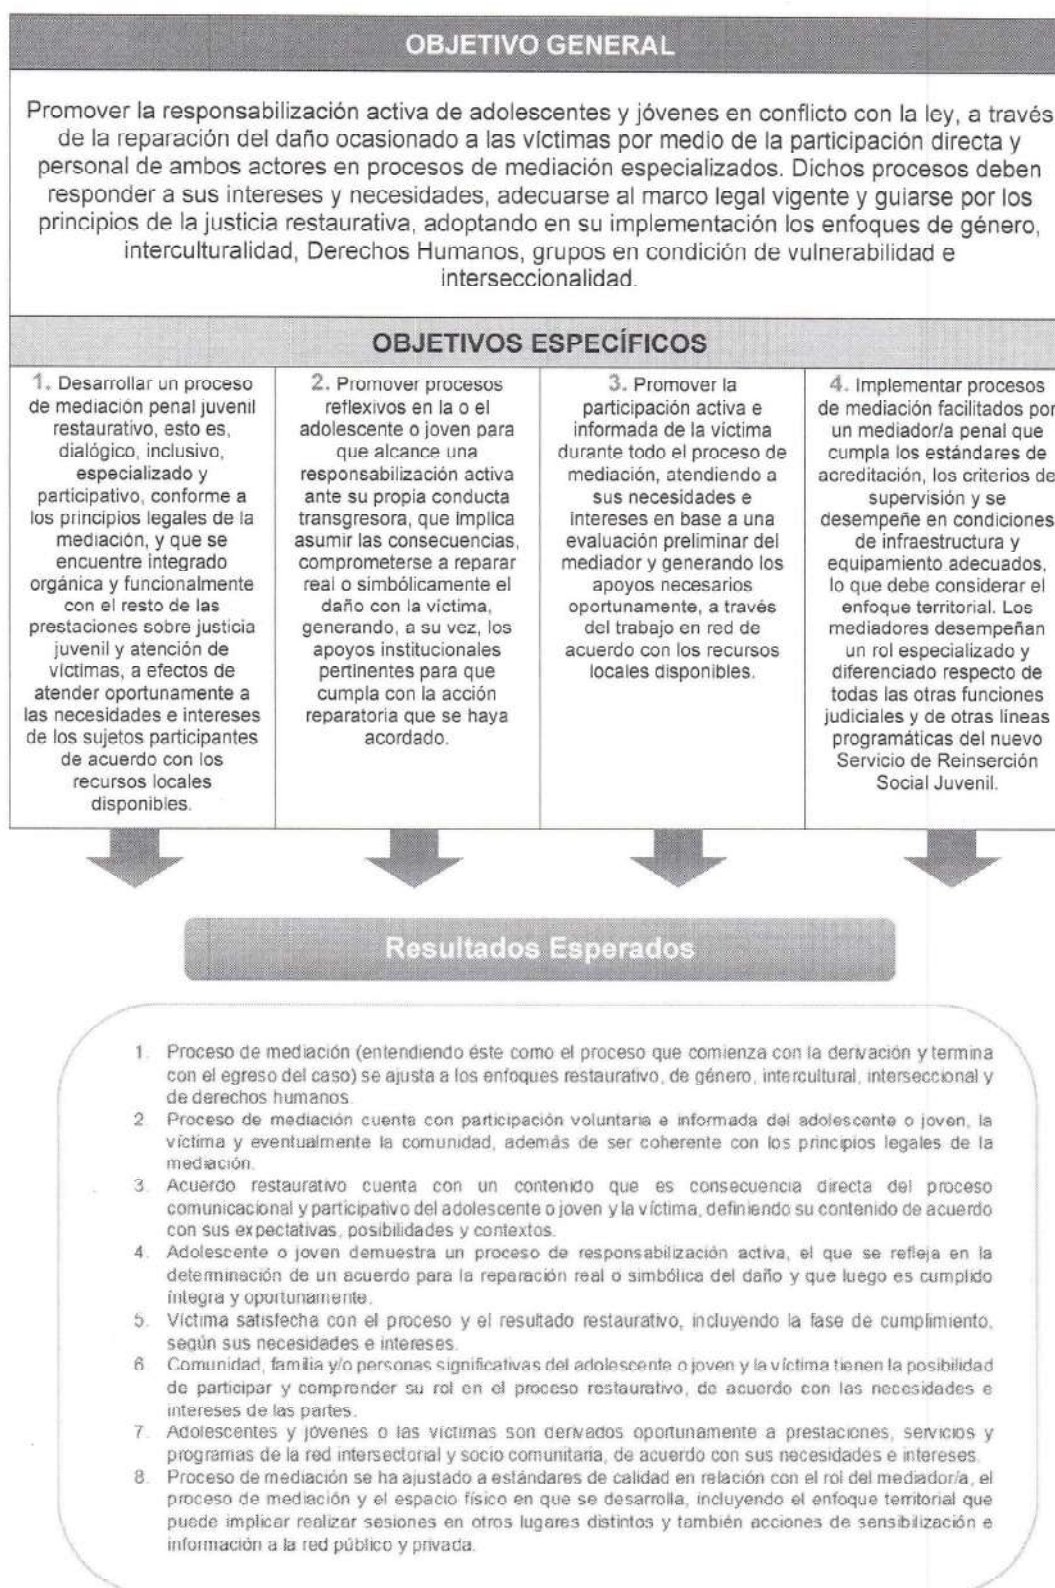 OBJETIVO GENERAL
Promover la responsabilización activa de adolescentes y jóvenes en conflicto con la ley, a través
de la reparación del daño ocasionado a las víctimas por medio de la participación directa y
personal de ambos actores en procesos de mediación especializados. Dichos procesos deben
responder a sus intereses y necesidades, adecuarse al marco legal vigente y guiarse por los
principios de la justicia restaurativa, adoptando en su implementación los enfoques de género,
interculturalidad, Derechos Humanos, grupos en condición de vulnerabilidad e
interseccionalidad.
OBJETIVOS ESPECÍFICOS
1. Desarrollar un proceso
de mediación penal juvenil
restaurativo, esto es,
dialógico, inclusivo,
especializado y
participativo, conforme a
los principios legales de la
mediación, y que se
encuentre integrado
orgánica y funcionalmente
con el resto de las
prestaciones sobre justicia
juvenil y atención de
víctimas, a efectos de
atender oportunamente a
las necesidades e intereses
de los sujetos participantes
de acuerdo con los
recursos locales
disponibles.
2. Promover procesos
reflexivos en la o el
adolescente o joven para
que alcance una
responsabilización activa
ante su propia conducta
transgresora, que implica
asumir las consecuencias,
comprometerse a reparar
real o simbólicamente el
daño con la víctima,
generando, a su vez, los
apoyos institucionales
pertinentes para que
cumpla con la acción
reparatoria que se haya
acordado.
3. Promover la
participación activa e
informada de la víctima
durante todo el proceso de
mediación, atendiendo a
sus necesidades e
intereses en base a una
evaluación preliminar del
mediador y generando los
apoyos necesarios
oportunamente, a través
del trabajo en red de
acuerdo con los recursos
locales disponibles.
4. Implementar procesos
de mediación facilitados por
un mediador/a penal que
cumpla los estándares de
acreditación, los criterios de
supervisión y se
desempeñe en condiciones
de infraestructura y
equipamiento adecuados,
lo que debe considerar el
enfoque territorial. Los
mediadores desempeñan
un rol especializado y
diferenciado respecto de
todas las otras funciones
judiciales y de otras líneas
programáticas del nuevo
Servicio de Reinserción
Social Juvenil.
Resultados Esperados
1. Proceso de mediación (entendiendo éste como el proceso que comienza con la derivación y termina
con el egreso del caso) se ajusta a los enfoques restaurativo, de género, intercultural, interseccional y
de derechos humanos.
2 Proceso de mediación cuenta con participación voluntaria e informada del adolescente o joven, la
víctima y eventualmente la comunidad, además de ser coherente con los principios legales de la
mediación.
3. Acuerdo restaurativo cuenta con un contenido que es consecuencia directa del proceso
comunicacional y participativo del adolescente o joven y la víctima, definiendo su contenido de acuerdo
con sus expectativas, posibilidades y contextos.
4. Adolescente o joven demuestra un proceso de responsabilización activa, el que se refleja en la
determinación de un acuerdo para la reparación real o simbólica del daño y que luego es cumplido
íntegra y oportunamente.
5. Víctima satisfecha con el proceso y el resultado restaurativo, incluyendo la fase de cumplimiento,
según sus necesidades e intereses.
6 Comunidad, familia y/o personas significativas del adolescente o joven y la víctima tienen la posibilidad
de participar y comprender su rol en el proceso restaurativo, de acuerdo con las necesidades e
intereses de las partes.
7. Adolescentes y jóvenes o las víctimas son derivados oportunamente a prestaciones, servicios y
programas de la red intersectorial y socio comunitaria, de acuerdo con sus necesidades e intereses.
8. Proceso de mediación se ha ajustado a estándares de calidad en relación con el rol del mediador/a, el
proceso de mediación y el espacio físico en que se desarrolla, incluyendo el enfoque territorial que
puede implicar realizar sesiones en otros lugares distintos y también acciones de sensibilización e
información a la red público y privada.